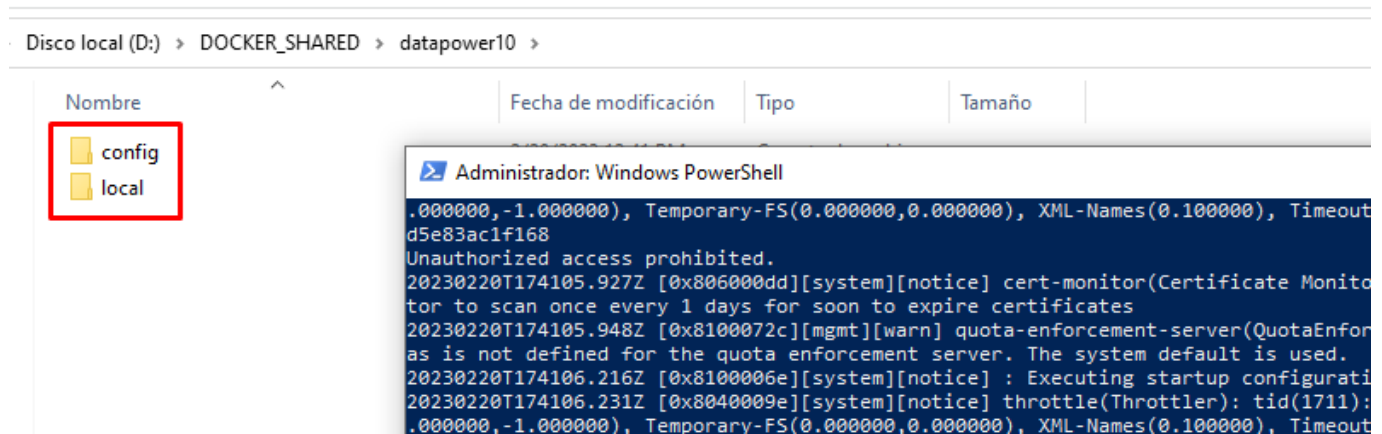 Disco local (D:) > DOCKER_SHARED > datapower10 >
Nombre Fecha de modificación Tipo Tamaño
config
local
Administrador: Windows PowerShell
.000000,-1.000000), Temporary-FS(0.000000,0.000000), XML-Names(0.100000), Timeout
d5e83ac1f168
Unauthorized access prohibited.
20230220T174105.927Z [0x806000dd][system][notice] cert-monitor(Certificate Monito
tor to scan once every 1 days for soon to expire certificates
20230220T174105.948Z [0x8100072c][mgmt][warn] quota-enforcement-server(QuotaEnfor
as is not defined for the quota enforcement server. The system default is used.
20230220T174106.216Z [0x8100006e][system][notice] : Executing startup configurati
20230220T174106.231Z [0x8040009e][system][notice] throttle(Throttler): tid(1711):
.000000,-1.000000), Temporary-FS(0.000000,0.000000), XML-Names(0.100000), Timeout